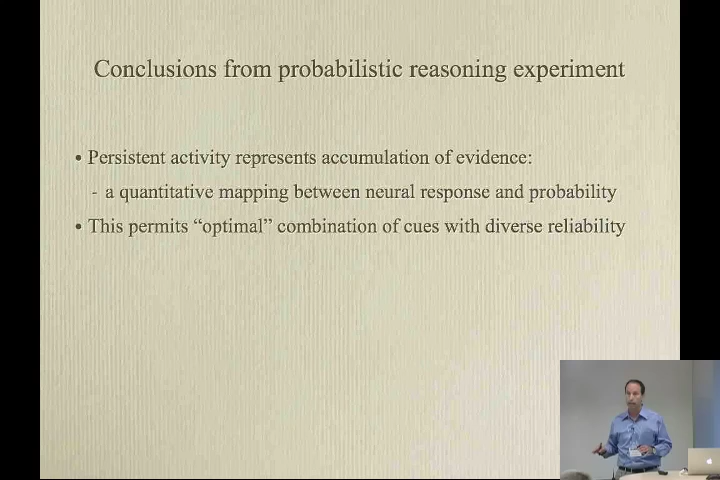 Conclusions from probabilistic reasoning experiment
• Persistent activity represents accumulation of evidence:
- a quantitative mapping between neural response and probability
• This permits “optimal” combination of cues with diverse reliability